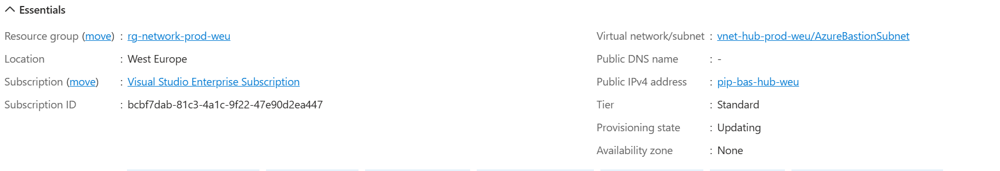 Essentials
Resource group (move) : rg-network-prod-weu
Location : West Europe
Subscription (move) : Visual Studio Enterprise Subscription
Subscription ID : bcbf7dab-81c3-4a1c-9f22-47e90d2ea447
Virtual network/subnet : vnet-hub-prod-weu/AzureBastionSubnet
Public DNS name : -
Public IPv4 address : pip-bas-hub-weu
Tier : Standard
Provisioning state : Updating
Availability zone : None